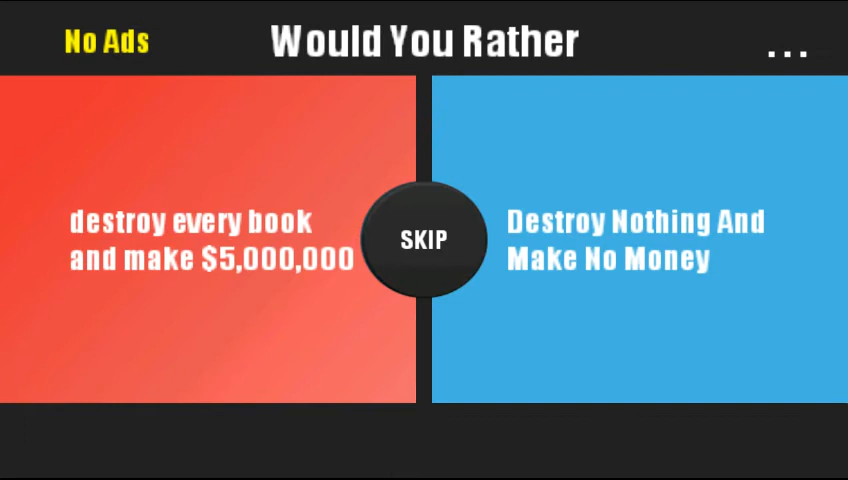 No Ads
Would You Rather
...
destroy every book
and make $5,000,000
SKIP
Destroy Nothing And
Make No Money